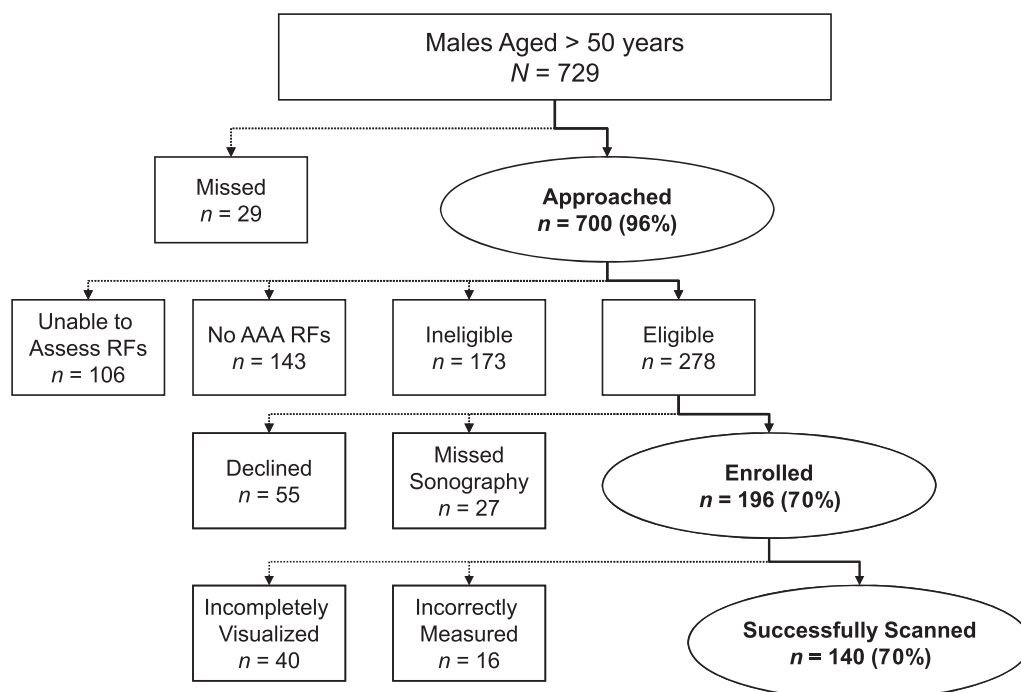 Males Aged > 50 years
N = 729
Missed
n = 29
Approached
n = 700 (96%)
Unable to
Assess RFs
n = 106
No AAA RFs
n = 143
Ineligible
n = 173
Eligible
n = 278
Declined
n = 55
Missed
Sonography
n = 27
Enrolled
n = 196 (70%)
Incompletely
Visualized
n = 40
Incorrectly
Measured
n = 16
Successfully Scanned
n = 140 (70%)